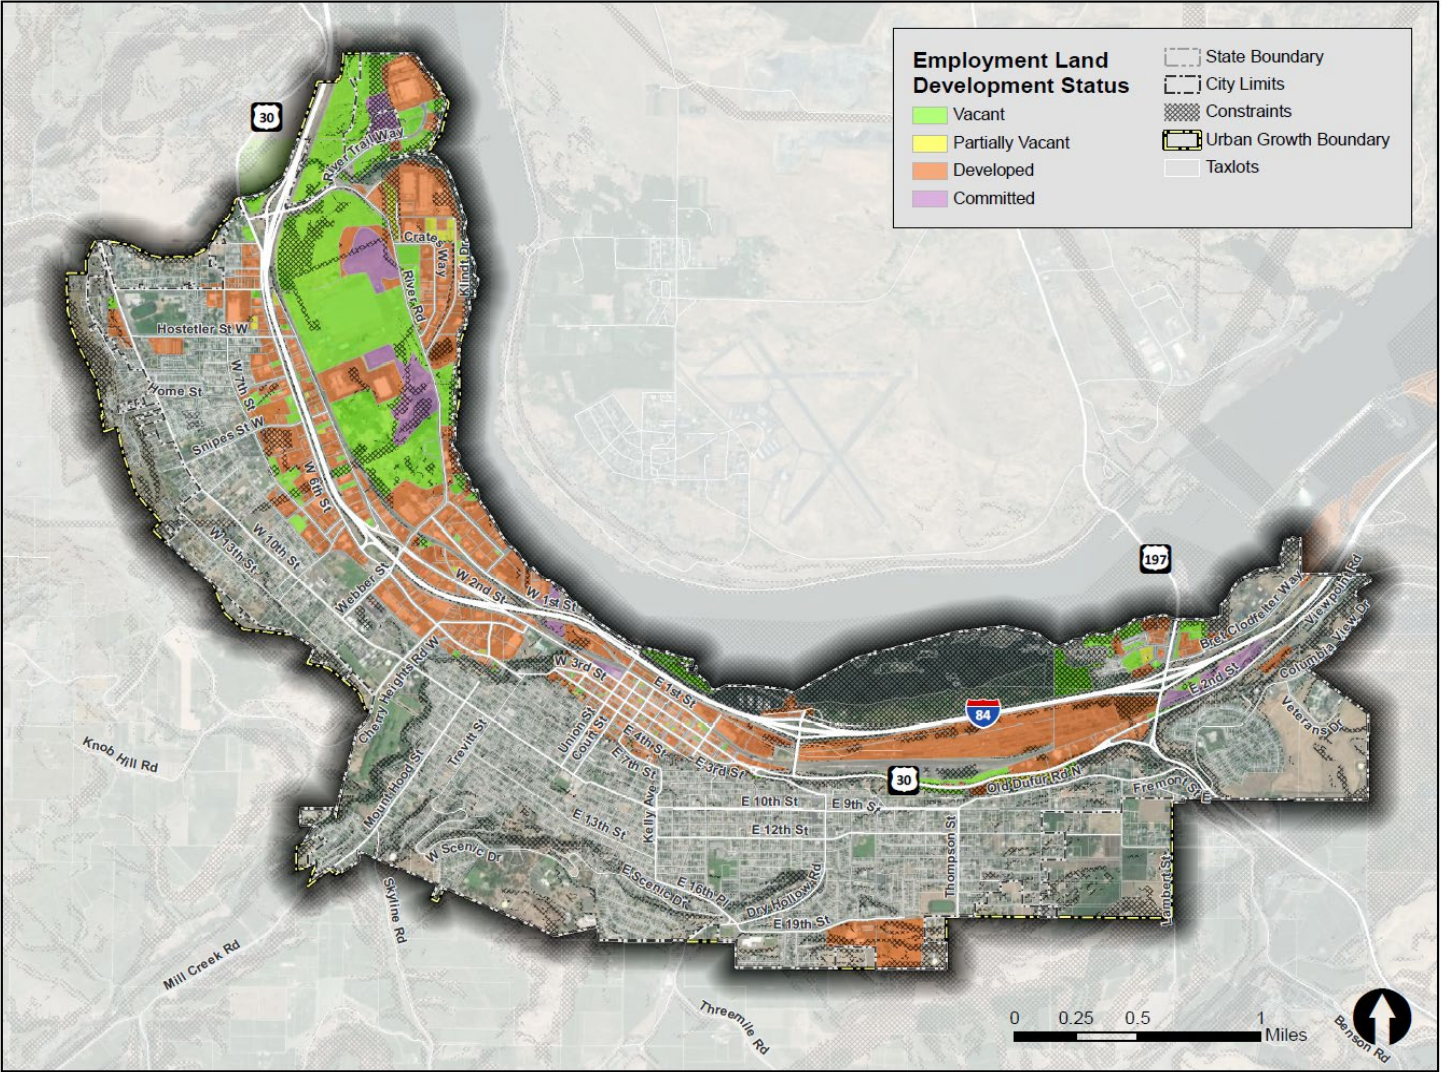 Employment Land
Development Status
Vacant
Partially Vacant
Developed
Committed
State Boundary
City Limits
Constraints
Urban Growth Boundary
Taxlots
30
River Trail Way
Crates Way
Klindt Dr
River Rd
Hostetler St W
W 7th St
Home St
Snipes St W
W 6th St
W 10th St
W 13th St
Webber St
W 2nd St
W 1st St
197
Bret Clodfelter Way
Viewpoint Rd
Columbia View Dr
E 2nd St
Veterans Dr
W 3rd St
E 1st St
84
Cherry Heights Rd W
Union St
Court St
E 4th St
E 7th St
E 3rd St
30
Old Dufur Rd N
Fremont St
E
Knob Hill Rd
Trevitt St
Mount Hood St
Kelly Ave
E 10th St
E 9th St
E 12th St
E 13th St
Thompson St
Lambert St
W Scenic Dr
E Scenic Dr
E 16th Pl
Dry Hollow Rd
E 19th St
Skyline Rd
Mill Creek Rd
Threemile Rd
Benson Rd
0 0.25 0.5 1
Miles